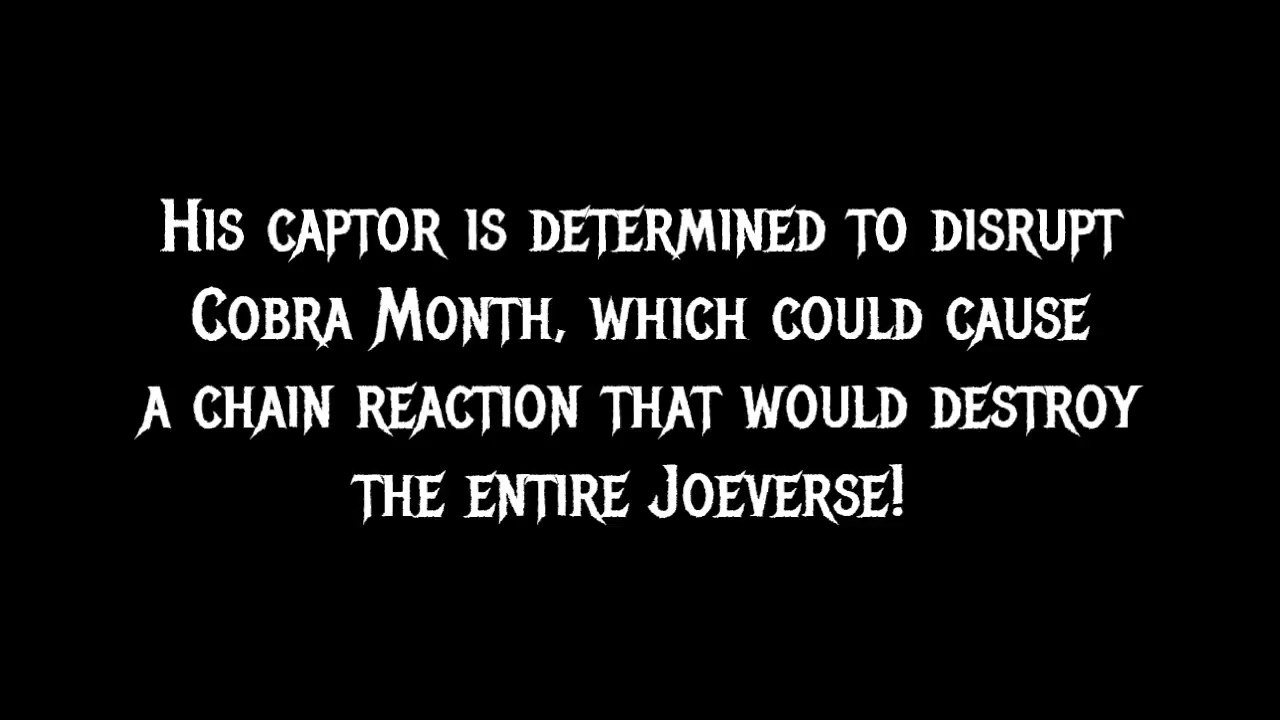 His captor is determined to disrupt
Cobra Month, which could cause
a chain reaction that would destroy
the entire Joeverse!